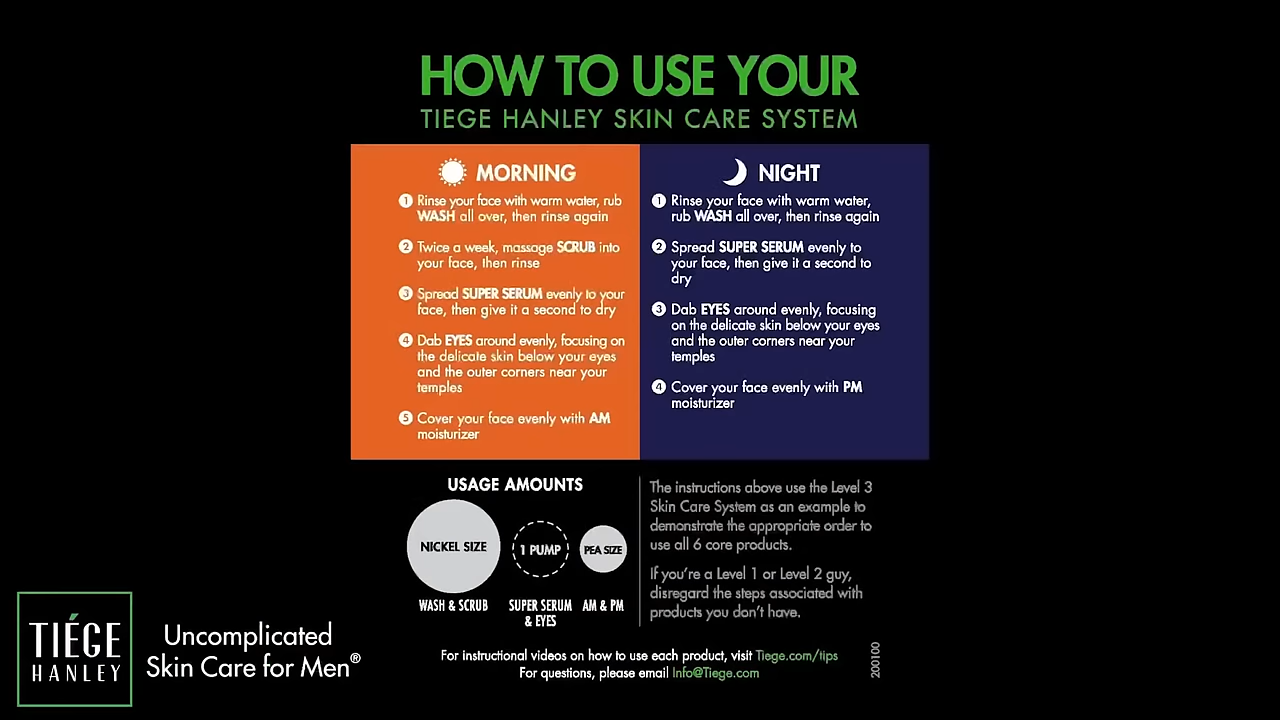 HOW TO USE YOUR
TIEGE HANLEY SKIN CARE SYSTEM
MORNING
1 Rinse your face with warm water, rub
WASH all over, then rinse again
2 Twice a week, massage SCRUB into
your face, then rinse
3 Spread SUPER SERUM evenly to your
face, then give it a second to dry
4 Dab EYES around evenly, focusing on
the delicate skin below your eyes
and the outer corners near your
temples
5 Cover your face evenly with AM
moisturizer
NIGHT
1 Rinse your face with warm water,
rub WASH all over, then rinse again
2 Spread SUPER SERUM evenly to
your face, then give it a second to
dry
3 Dab EYES around evenly, focusing
on the delicate skin below your eyes
and the outer corners near your
temples
4 Cover your face evenly with PM
moisturizer
USAGE AMOUNTS
NICKEL SIZE
1 PUMP
PEA SIZE
WASH & SCRUB
SUPER SERUM
& EYES
AM & PM
The instructions above use the Level 3
Skin Care System as an example to
demonstrate the appropriate order to
use all 6 core products.
If you're a Level 1 or Level 2 guy,
disregard the steps associated with
products you don't have.
For instructional videos on how to use each product, visit Tiege.com/tips
For questions, please email Info@Tiege.com
200100
TIÉGE
HANLEY
Uncomplicated
Skin Care for Men®